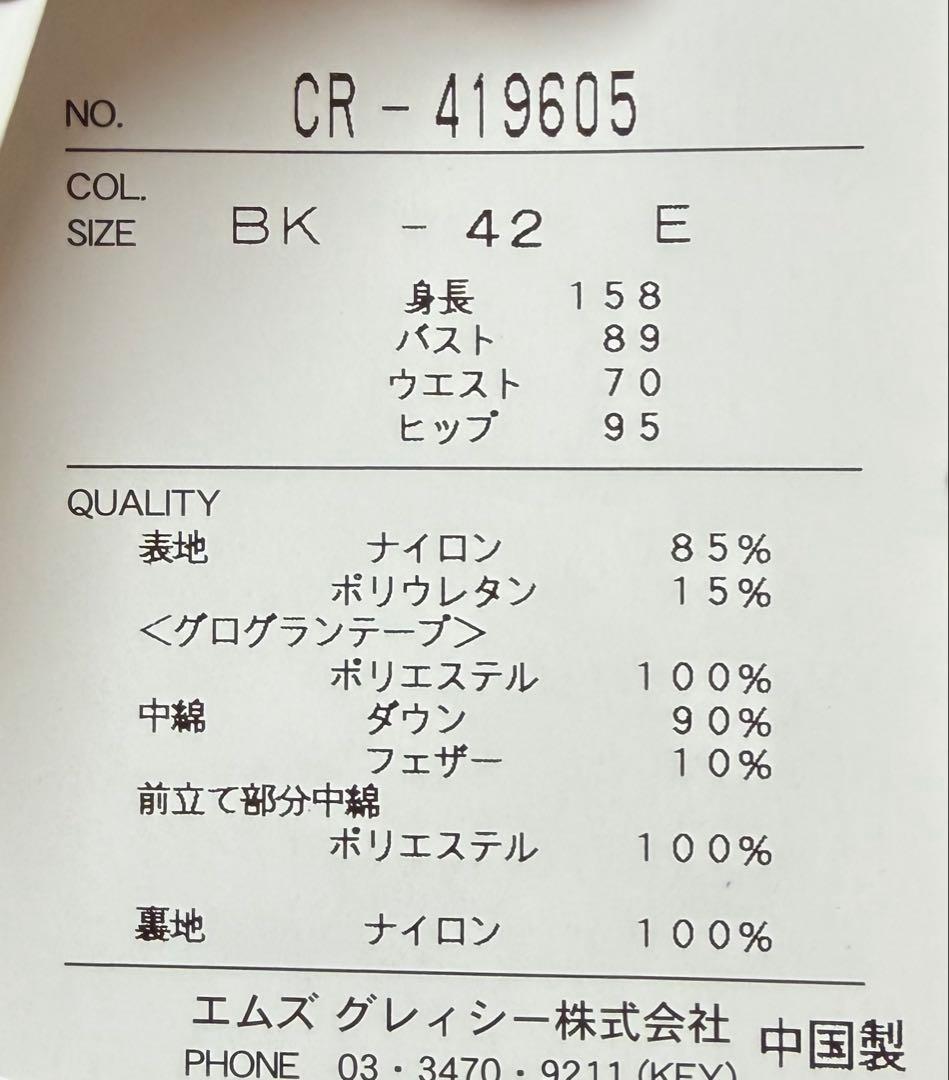 NO. CR - 419605
COL.
SIZE BK - 42 E
身長 158
バスト 89
ウエスト 70
ヒップ 95
QUALITY
表地 ナイロン 85%
ポリウレタン 15%
<グログランテープ>
ポリエステル 100%
中綿 ダウン 90%
フェザー 10%
前立て部分中綿
ポリエステル 100%
裏地 ナイロン 100%
エムズ グレィシー株式会社 中国製
PHONE 03・3470・9211(KEY)